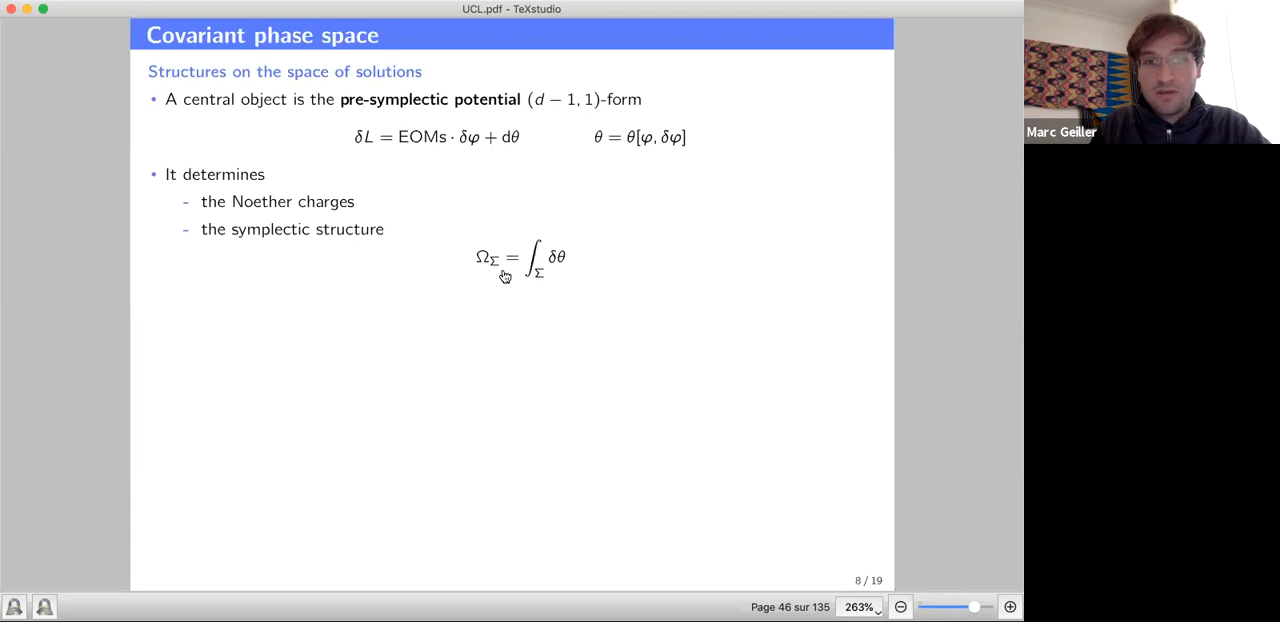 UCL.pdf - TeXstudio
Covariant phase space
Structures on the space of solutions
• A central object is the pre-symplectic potential (d − 1, 1)-form
δL = EOMs · δφ + dθ θ = θ[φ, δφ]
• It determines
- the Noether charges
- the symplectic structure
Ω_Σ = ∫_Σ δθ
8 / 19
Page 46 sur 135 263%
Marc Geiller